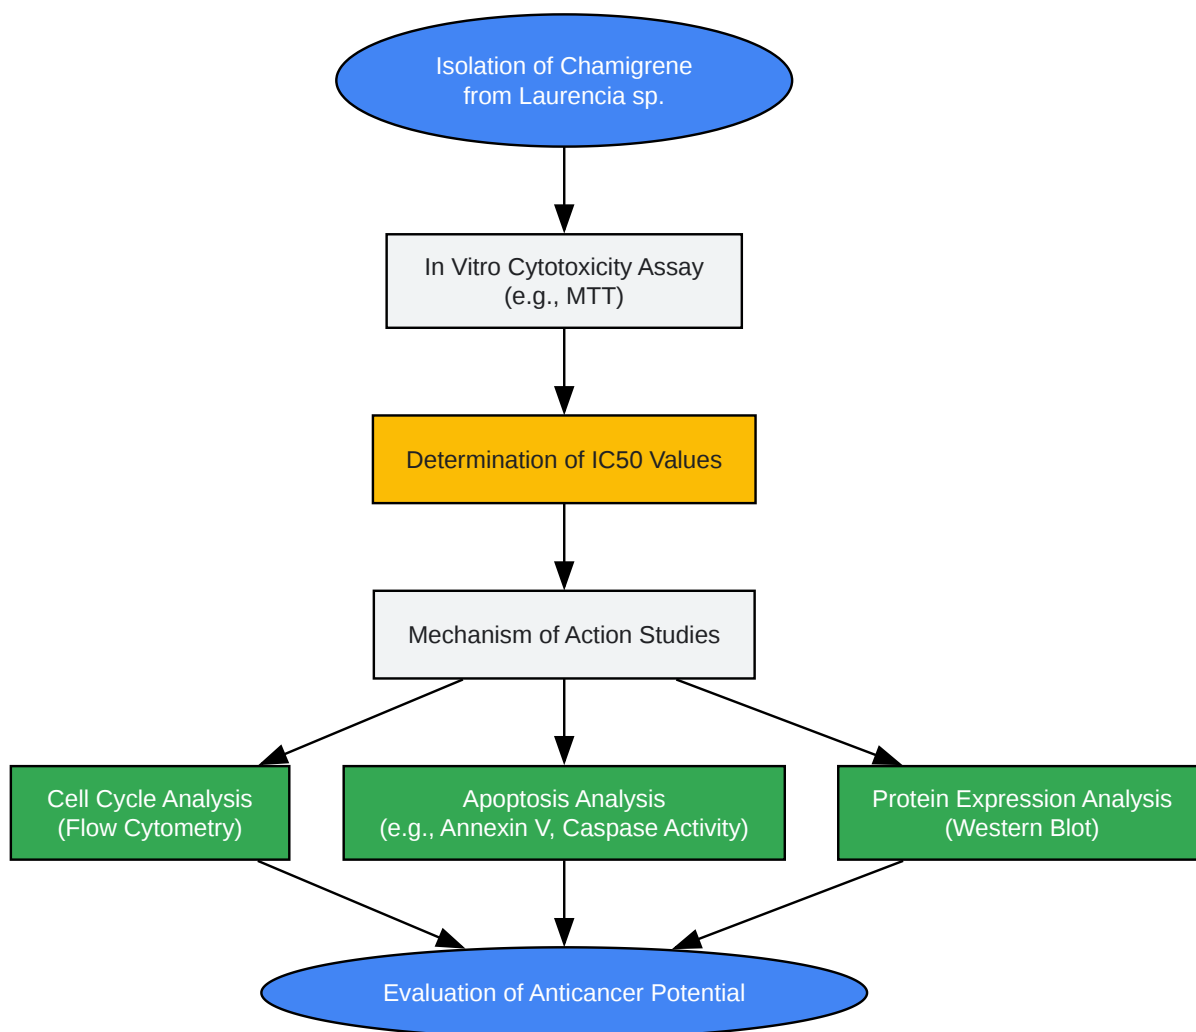 Isolation of Chamigrene
from Laurencia sp.
In Vitro Cytotoxicity Assay
(e.g., MTT)
Determination of IC50 Values
Mechanism of Action Studies
Cell Cycle Analysis
(Flow Cytometry)
Apoptosis Analysis
(e.g., Annexin V, Caspase Activity)
Protein Expression Analysis
(Western Blot)
Evaluation of Anticancer Potential